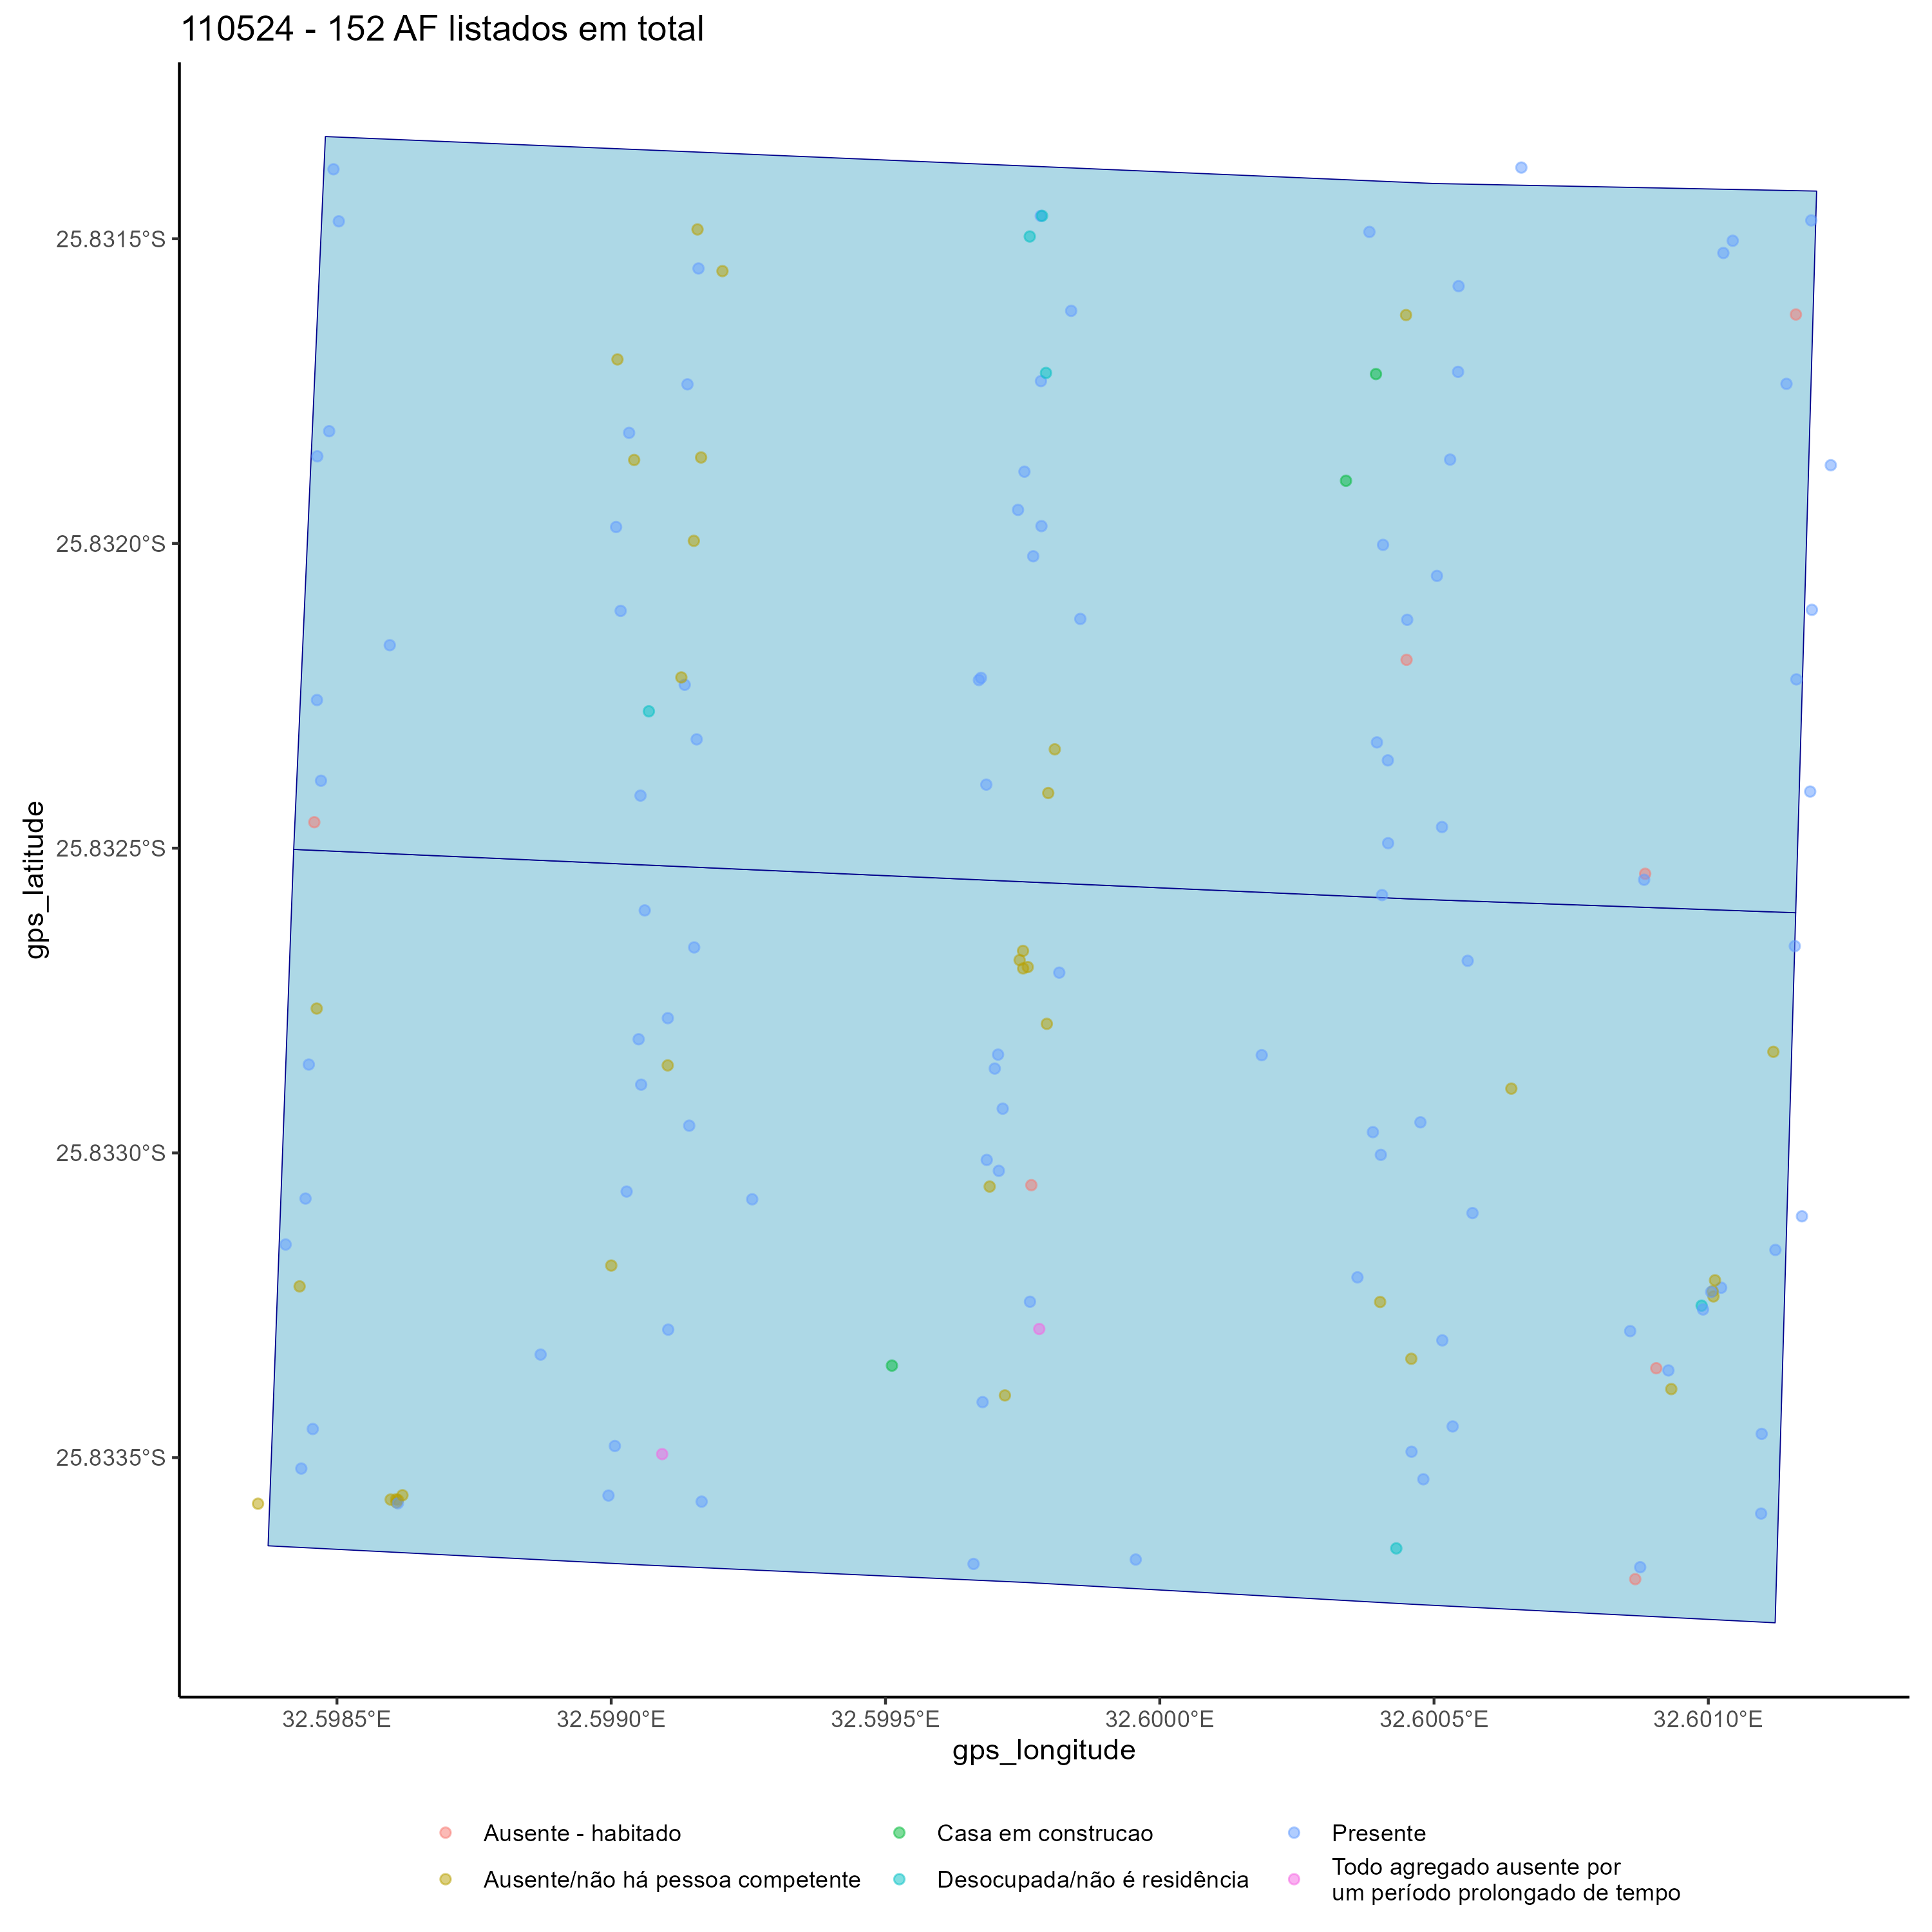 110524 - 152 AF listados em total
25.8315°S
25.8320°S
25.8325°S
25.8330°S
25.8335°S
gps_latitude
32.5985°E 32.5990°E 32.5995°E 32.6000°E 32.6005°E 32.6010°E
gps_longitude
Ausente - habitado
Casa em construcao
Presente
Ausente/não há pessoa competente
Desocupada/não é residência
Todo agregado ausente por
um período prolongado de tempo